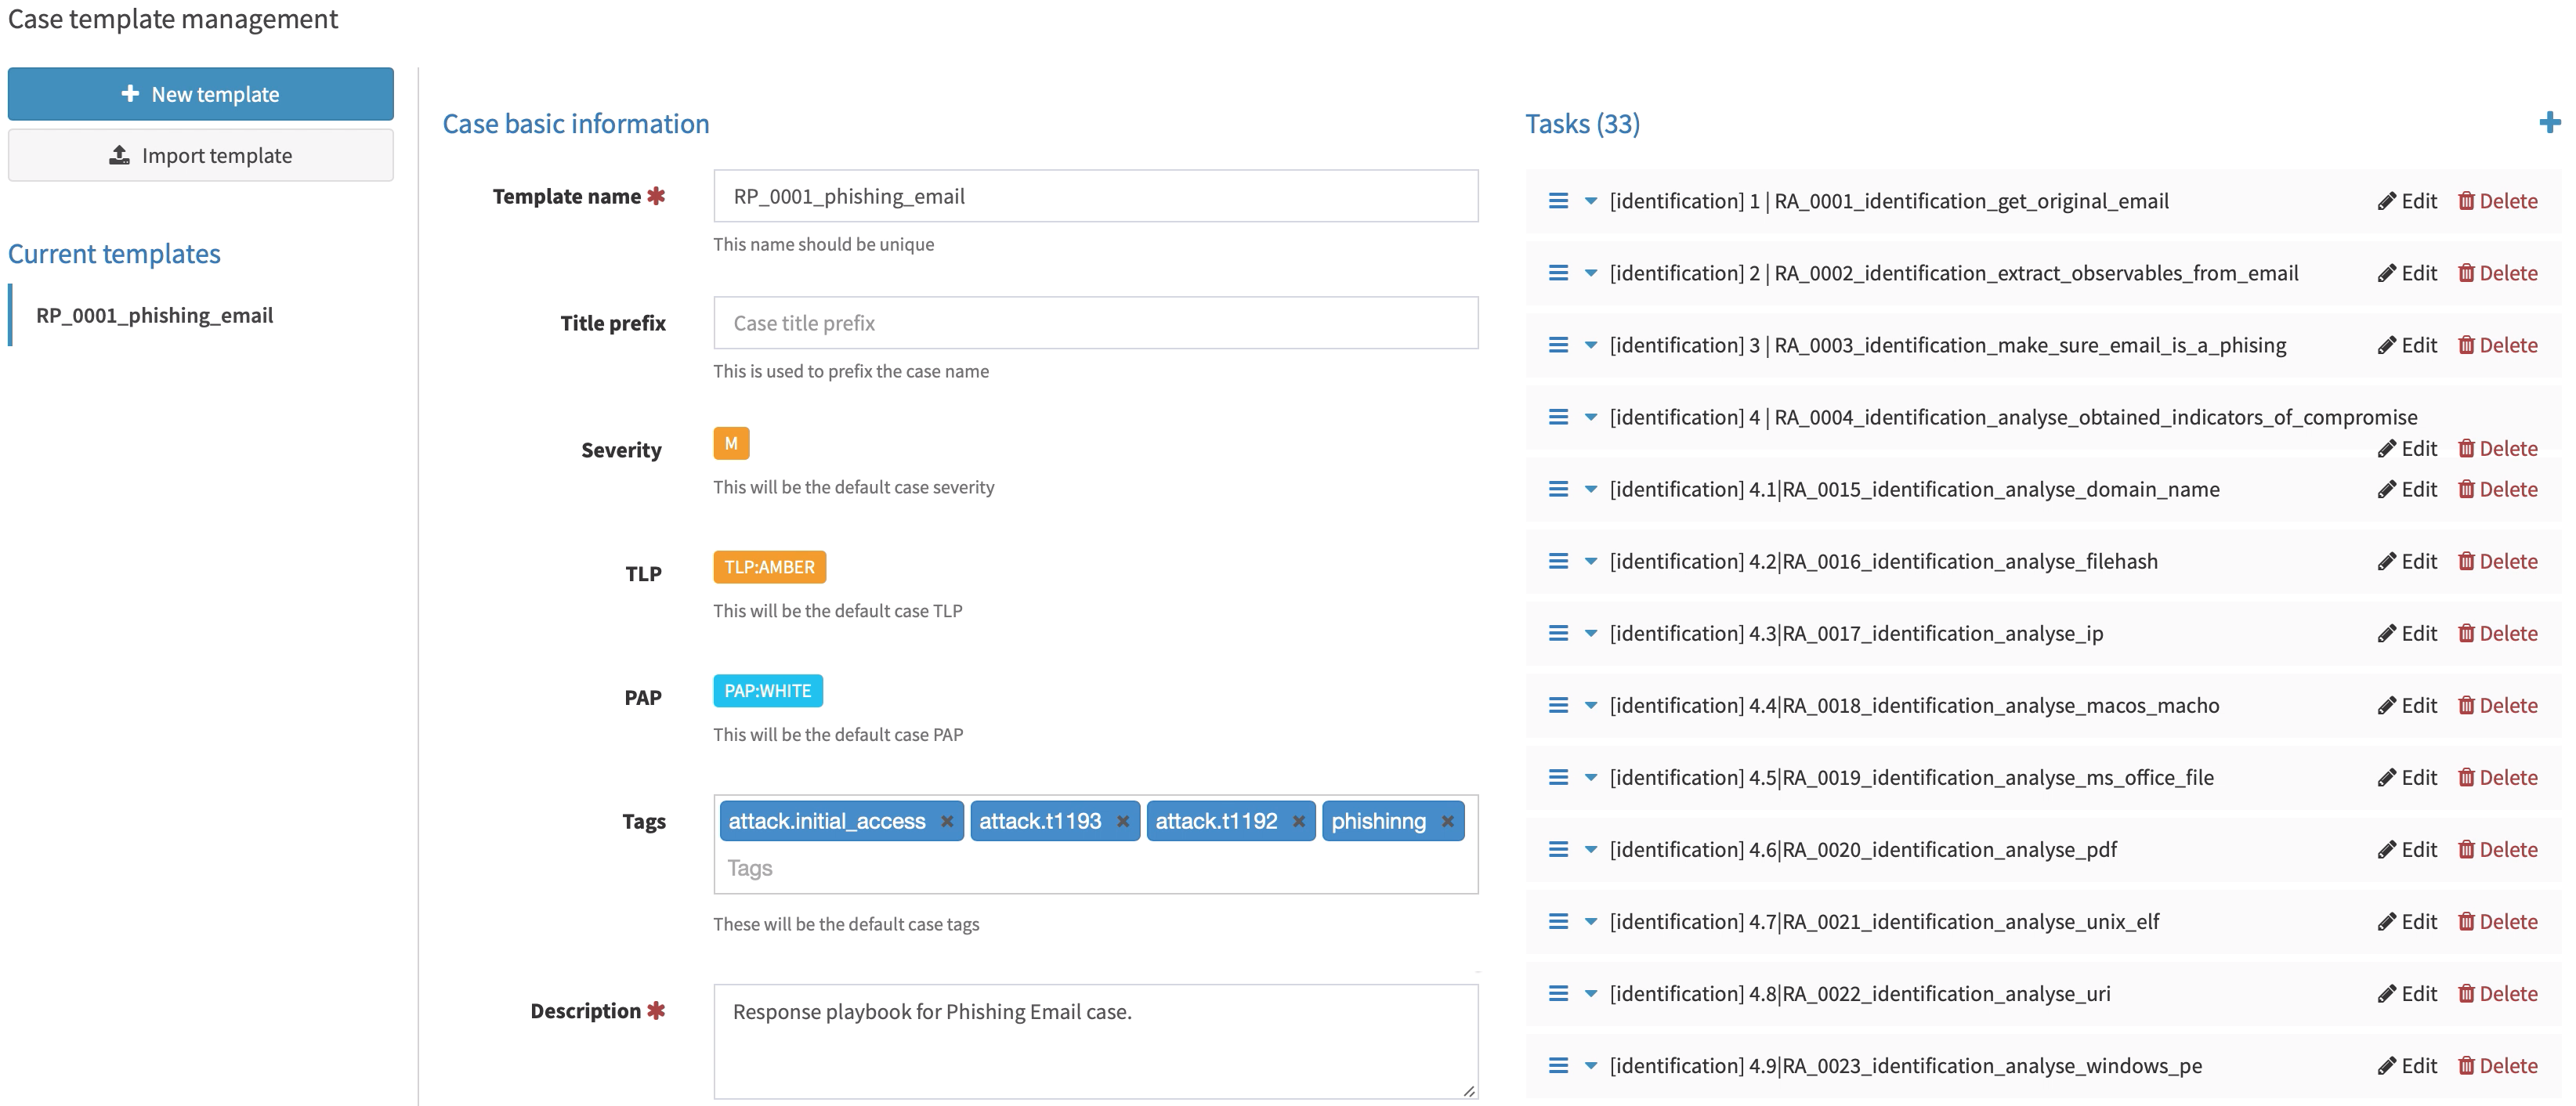 Case template management
New template
Import template
Current templates
RP_0001_phishing_email
Case basic information
Template name *
RP_0001_phishing_email
This name should be unique
Title prefix
Case title prefix
This is used to prefix the case name
Severity
M
This will be the default case severity
TLP
TLP:AMBER
This will be the default case TLP
PAP
PAP:WHITE
This will be the default case PAP
Tags
attack.initial_access × attack.t1193 × attack.t1192 × phishinng ×
Tags
These will be the default case tags
Description *
Response playbook for Phishing Email case.
Tasks (33)
[identification] 1 | RA_0001_identification_get_original_email Edit Delete
[identification] 2 | RA_0002_identification_extract_observables_from_email Edit Delete
[identification] 3 | RA_0003_identification_make_sure_email_is_a_phising Edit Delete
[identification] 4 | RA_0004_identification_analyse_obtained_indicators_of_compromise
Edit Delete
[identification] 4.1|RA_0015_identification_analyse_domain_name Edit Delete
[identification] 4.2|RA_0016_identification_analyse_filehash Edit Delete
[identification] 4.3|RA_0017_identification_analyse_ip Edit Delete
[identification] 4.4|RA_0018_identification_analyse_macos_macho Edit Delete
[identification] 4.5|RA_0019_identification_analyse_ms_office_file Edit Delete
[identification] 4.6|RA_0020_identification_analyse_pdf Edit Delete
[identification] 4.7|RA_0021_identification_analyse_unix_elf Edit Delete
[identification] 4.8|RA_0022_identification_analyse_uri Edit Delete
[identification] 4.9|RA_0023_identification_analyse_windows_pe Edit Delete